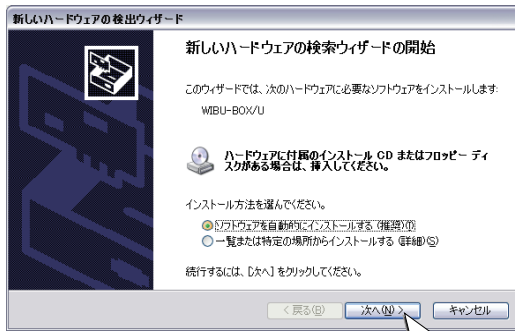 新しいハードウェアの検出ウィザード
新しいハードウェアの検索ウィザードの開始
このウィザードでは、次のハードウェアに必要なソフトウェアをインストールします:
WIBU-BOX/U
ハードウェアに付属のインストール CD またはフロッピー ディ
スクがある場合は、挿入してください。
インストール方法を選んでください。
ソフトウェアを自動的にインストールする (推奨)(I)
一覧または特定の場所からインストールする (詳細)(S)
続行するには、[次へ] をクリックしてください。
< 戻る(B)
次へ(N) >
キャンセル